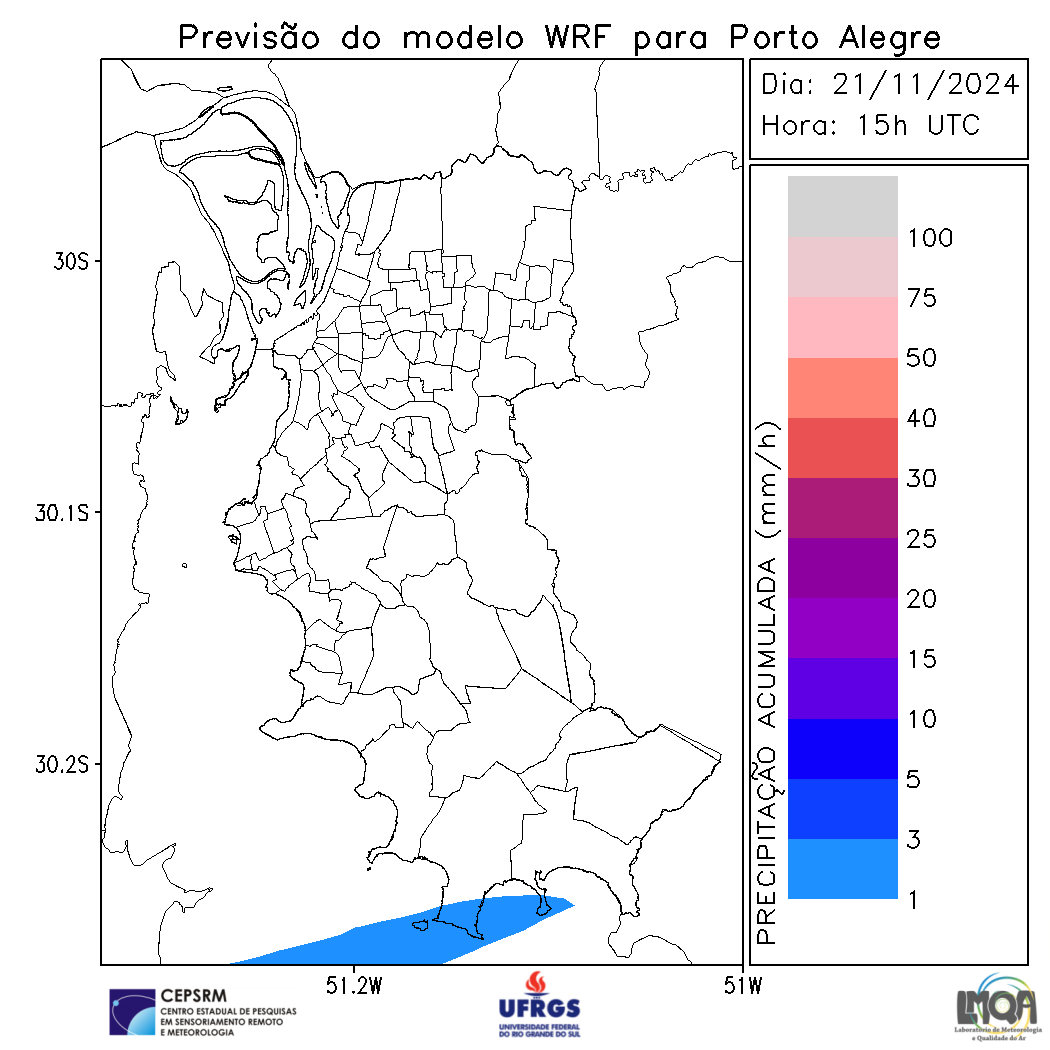 Previsão do modelo WRF para Porto Alegre
Dia: 21/11/2024
Hora: 15h UTC
100
75
50
40
30
25
20
15
10
5
3
1
PRECIPITAÇÃO ACUMULADA (mm/h)
30S
30.1S
30.2S
51.2W
51W
CEPSRM
CENTRO ESTADUAL DE PESQUISAS
EM SENSORIAMENTO REMOTO
E METEOROLOGIA
UFRGS
UNIVERSIDADE FEDERAL
DO RIO GRANDE DO SUL
LMQA
Laboratório de Meteorologia
e Qualidade do Ar